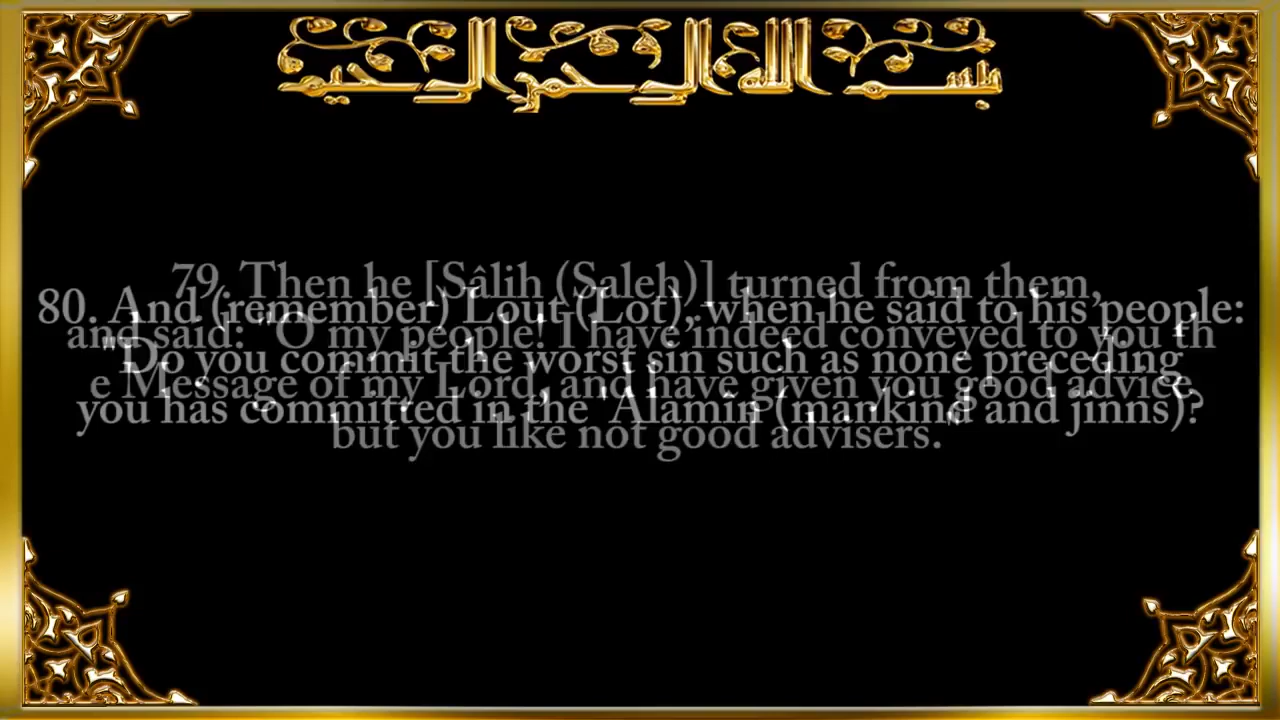 بسم الله الرحمن الرحيم
79. Then he [Sâlih (Saleh)] turned from them,
and said: "O my people! I have indeed conveyed to you th
e Message of my Lord, and have given you good advice,
but you like not good advisers."
80. And (remember) Lout (Lot), when he said to his people:
"Do you commit the worst sin such as none preceding
you has committed in the 'Alamîn (mankind and jinns)?